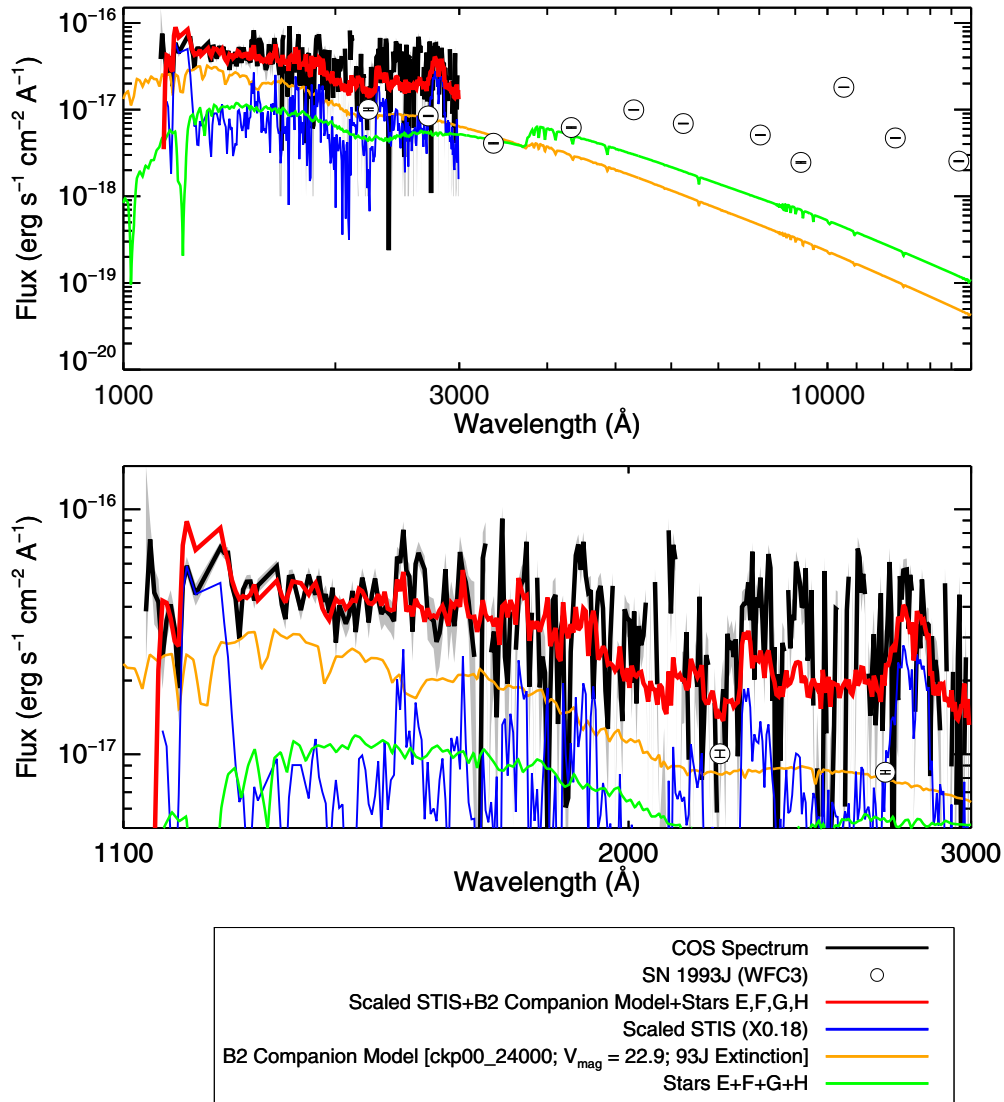 10⁻¹⁶
10⁻¹⁷
10⁻¹⁸
10⁻¹⁹
10⁻²⁰
Flux (erg s⁻¹ cm⁻² A⁻¹)
1000
3000
10000
Wavelength (Å)
10⁻¹⁶
10⁻¹⁷
Flux (erg s⁻¹ cm⁻² A⁻¹)
1100
2000
3000
Wavelength (Å)
COS Spectrum
SN 1993J (WFC3)
Scaled STIS+B2 Companion Model+Stars E,F,G,H
Scaled STIS (X0.18)
B2 Companion Model [ckp00_24000; Vmag = 22.9; 93J Extinction]
Stars E+F+G+H